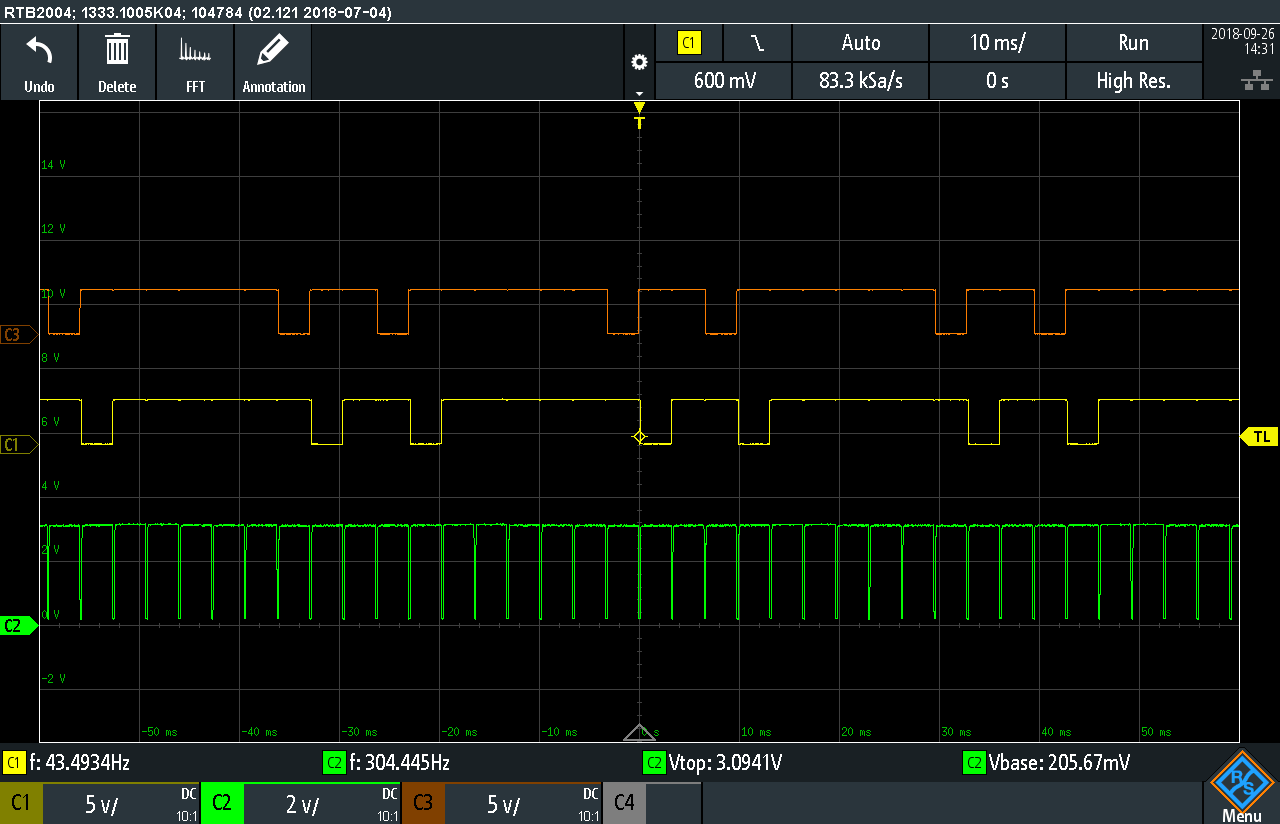 RTB2004; 1333.1005K04; 104784 (02.121 2018-07-04)
Undo
Delete
FFT
Annotation
C1
Auto
10 ms/
Run
600 mV
83.3 kSa/s
0 s
High Res.
2018-09-26
14:31
T
14 V
12 V
10 V
C3
8 V
6 V
C1
TL
4 V
2 V
0 V
C2
-2 V
-50 ms
-40 ms
-30 ms
-20 ms
-10 ms
0 s
10 ms
20 ms
30 ms
40 ms
50 ms
C1 f: 43.4934Hz
C2 f: 304.445Hz
C2 Vtop: 3.0941V
C2 Vbase: 205.67mV
C1 5 V/ DC 10:1
C2 2 V/ DC 10:1
C3 5 V/ DC 10:1
C4
R S
Menu